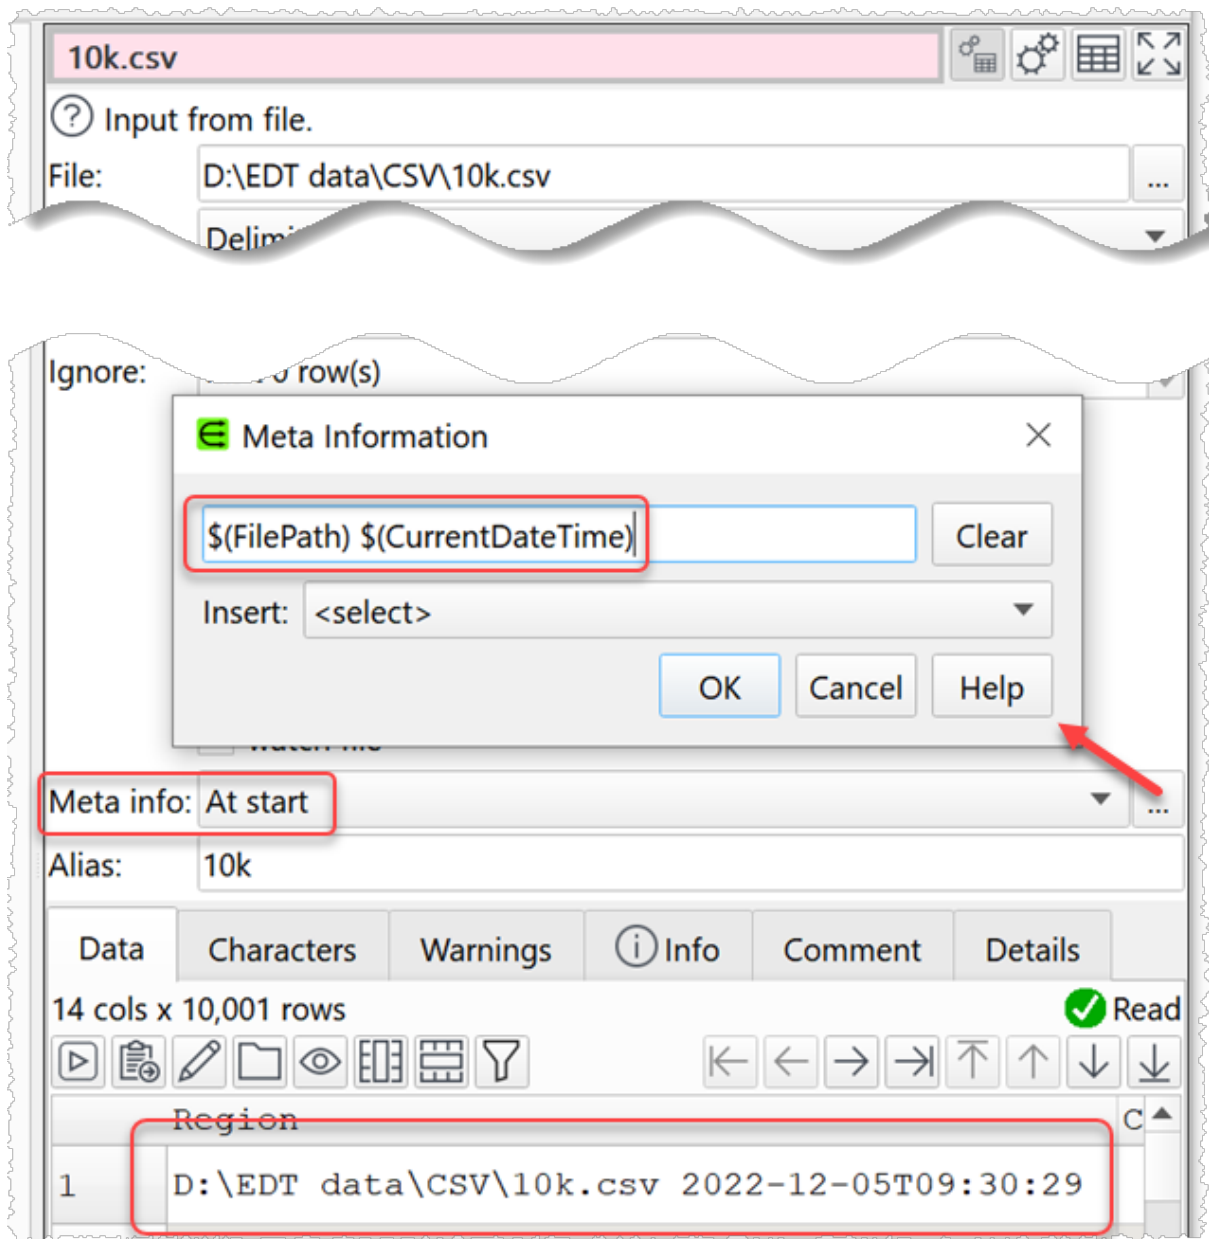 10k.csv
Input from file.
File: D:\EDT data\CSV\10k.csv ...
Ignore: row(s)
Meta Information
$(FilePath) $(CurrentDateTime) Clear
Insert: <select>
OK Cancel Help
Meta info: At start ...
Alias: 10k
Data Characters Warnings Info Comment Details
14 cols x 10,001 rows Read
Region C
1 D:\EDT data\CSV\10k.csv 2022-12-05T09:30:29